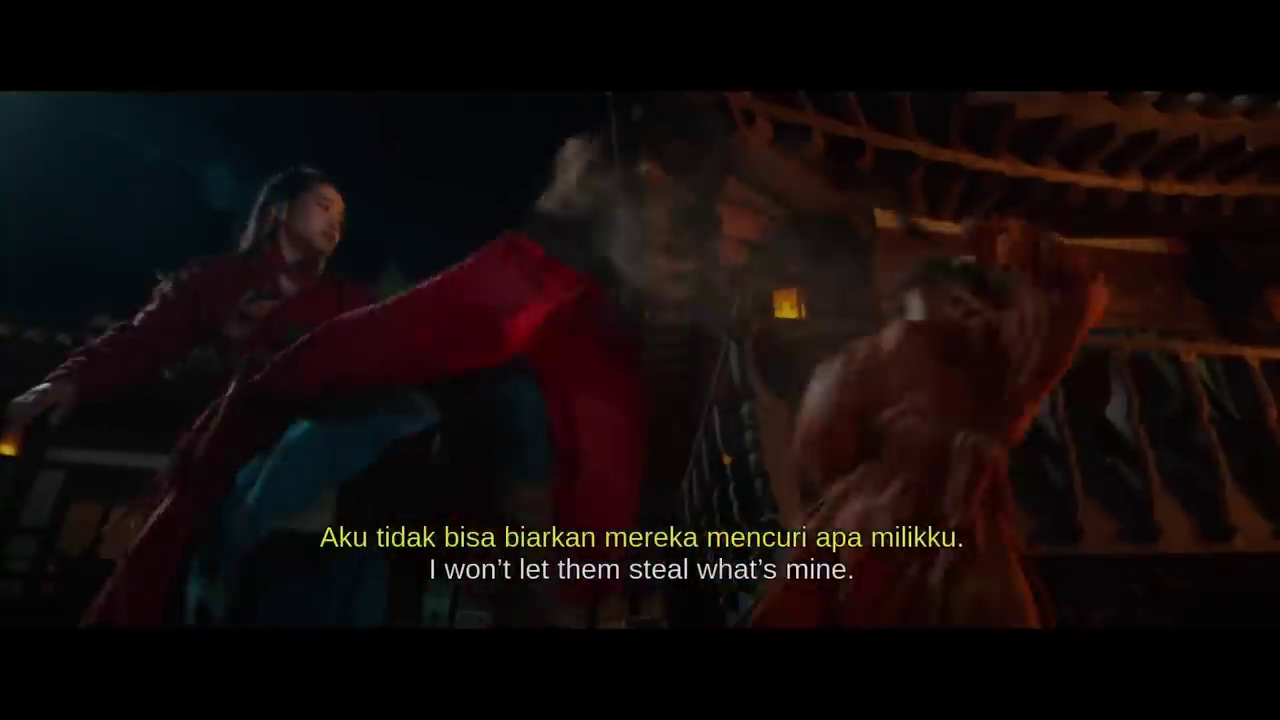 Aku tidak bisa biarkan mereka mencuri apa milikku.
I won't let them steal what's mine.